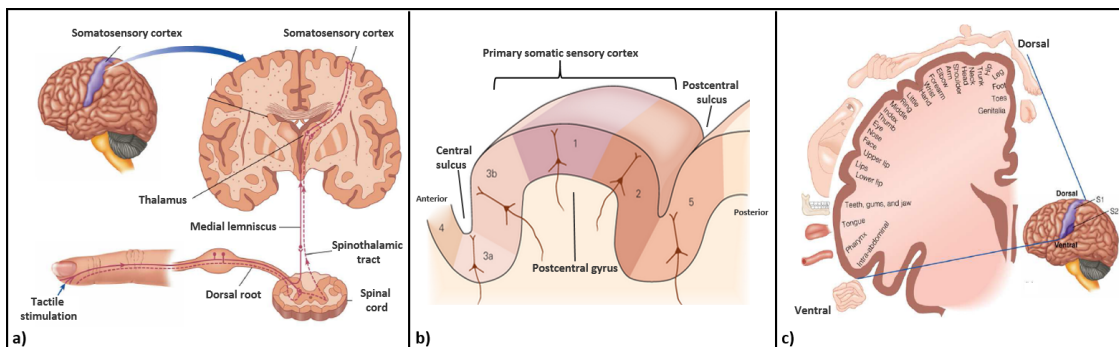 Somatosensory cortex
Somatosensory cortex
Thalamus
Medial lemniscus
Spinothalamic
tract
Dorsal root
Spinal
cord
Tactile
stimulation
a)
Primary somatic sensory cortex
Postcentral
sulcus
Central
sulcus
Anterior
Posterior
4
3a
3b
1
2
5
Postcentral gyrus
b)
Dorsal
Leg
Hip
Trunk
Neck
Head
Shoulder
Arm
Elbow
Forearm
Wrist
Hand
Little
Ring
Middle
Index
Thumb
Eye
Nose
Face
Upper lip
Lips
Lower lip
Teeth, gums, and jaw
Tongue
Pharynx
Intra-abdominal
Foot
Toes
Genitalia
Dorsal
S1
S2
Ventral
Ventral
c)